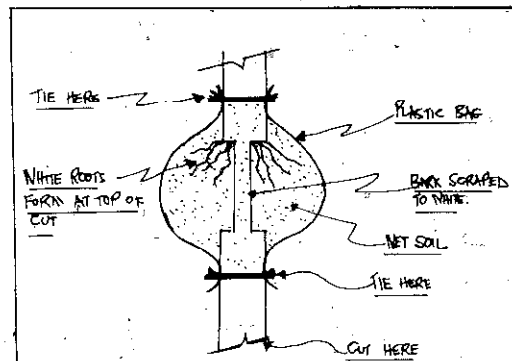 TIE HERE
PLASTIC BAG
WHITE ROOTS
FORM AT TOP OF
CUT
BARK SCRAPED
TO WHITE.
WET SOIL
TIE HERE
CUT HERE